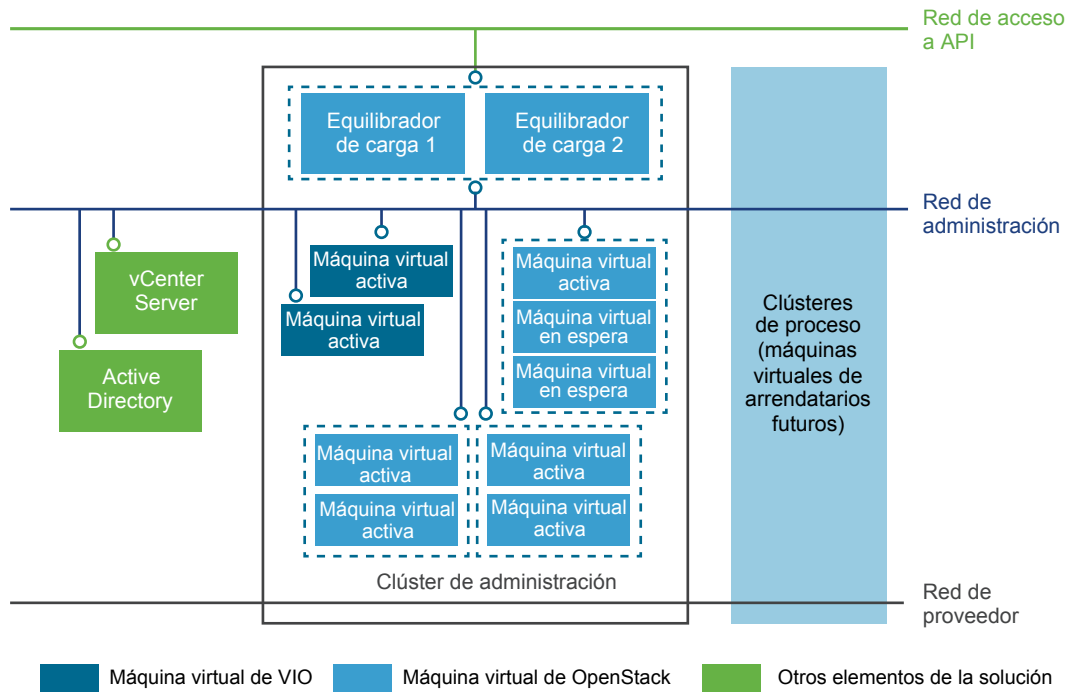 Red de acceso
a API
Equilibrador
de carga 1
Equilibrador
de carga 2
Red de
administración
vCenter
Server
Active
Directory
Máquina virtual
activa
Máquina virtual
activa
Máquina virtual
activa
Máquina virtual
en espera
Máquina virtual
en espera
Clústeres
de proceso
(máquinas
virtuales de
arrendatarios
futuros)
Máquina virtual
activa
Máquina virtual
activa
Máquina virtual
activa
Máquina virtual
activa
Clúster de administración
Red de
proveedor
Máquina virtual de VIO
Máquina virtual de OpenStack
Otros elementos de la solución